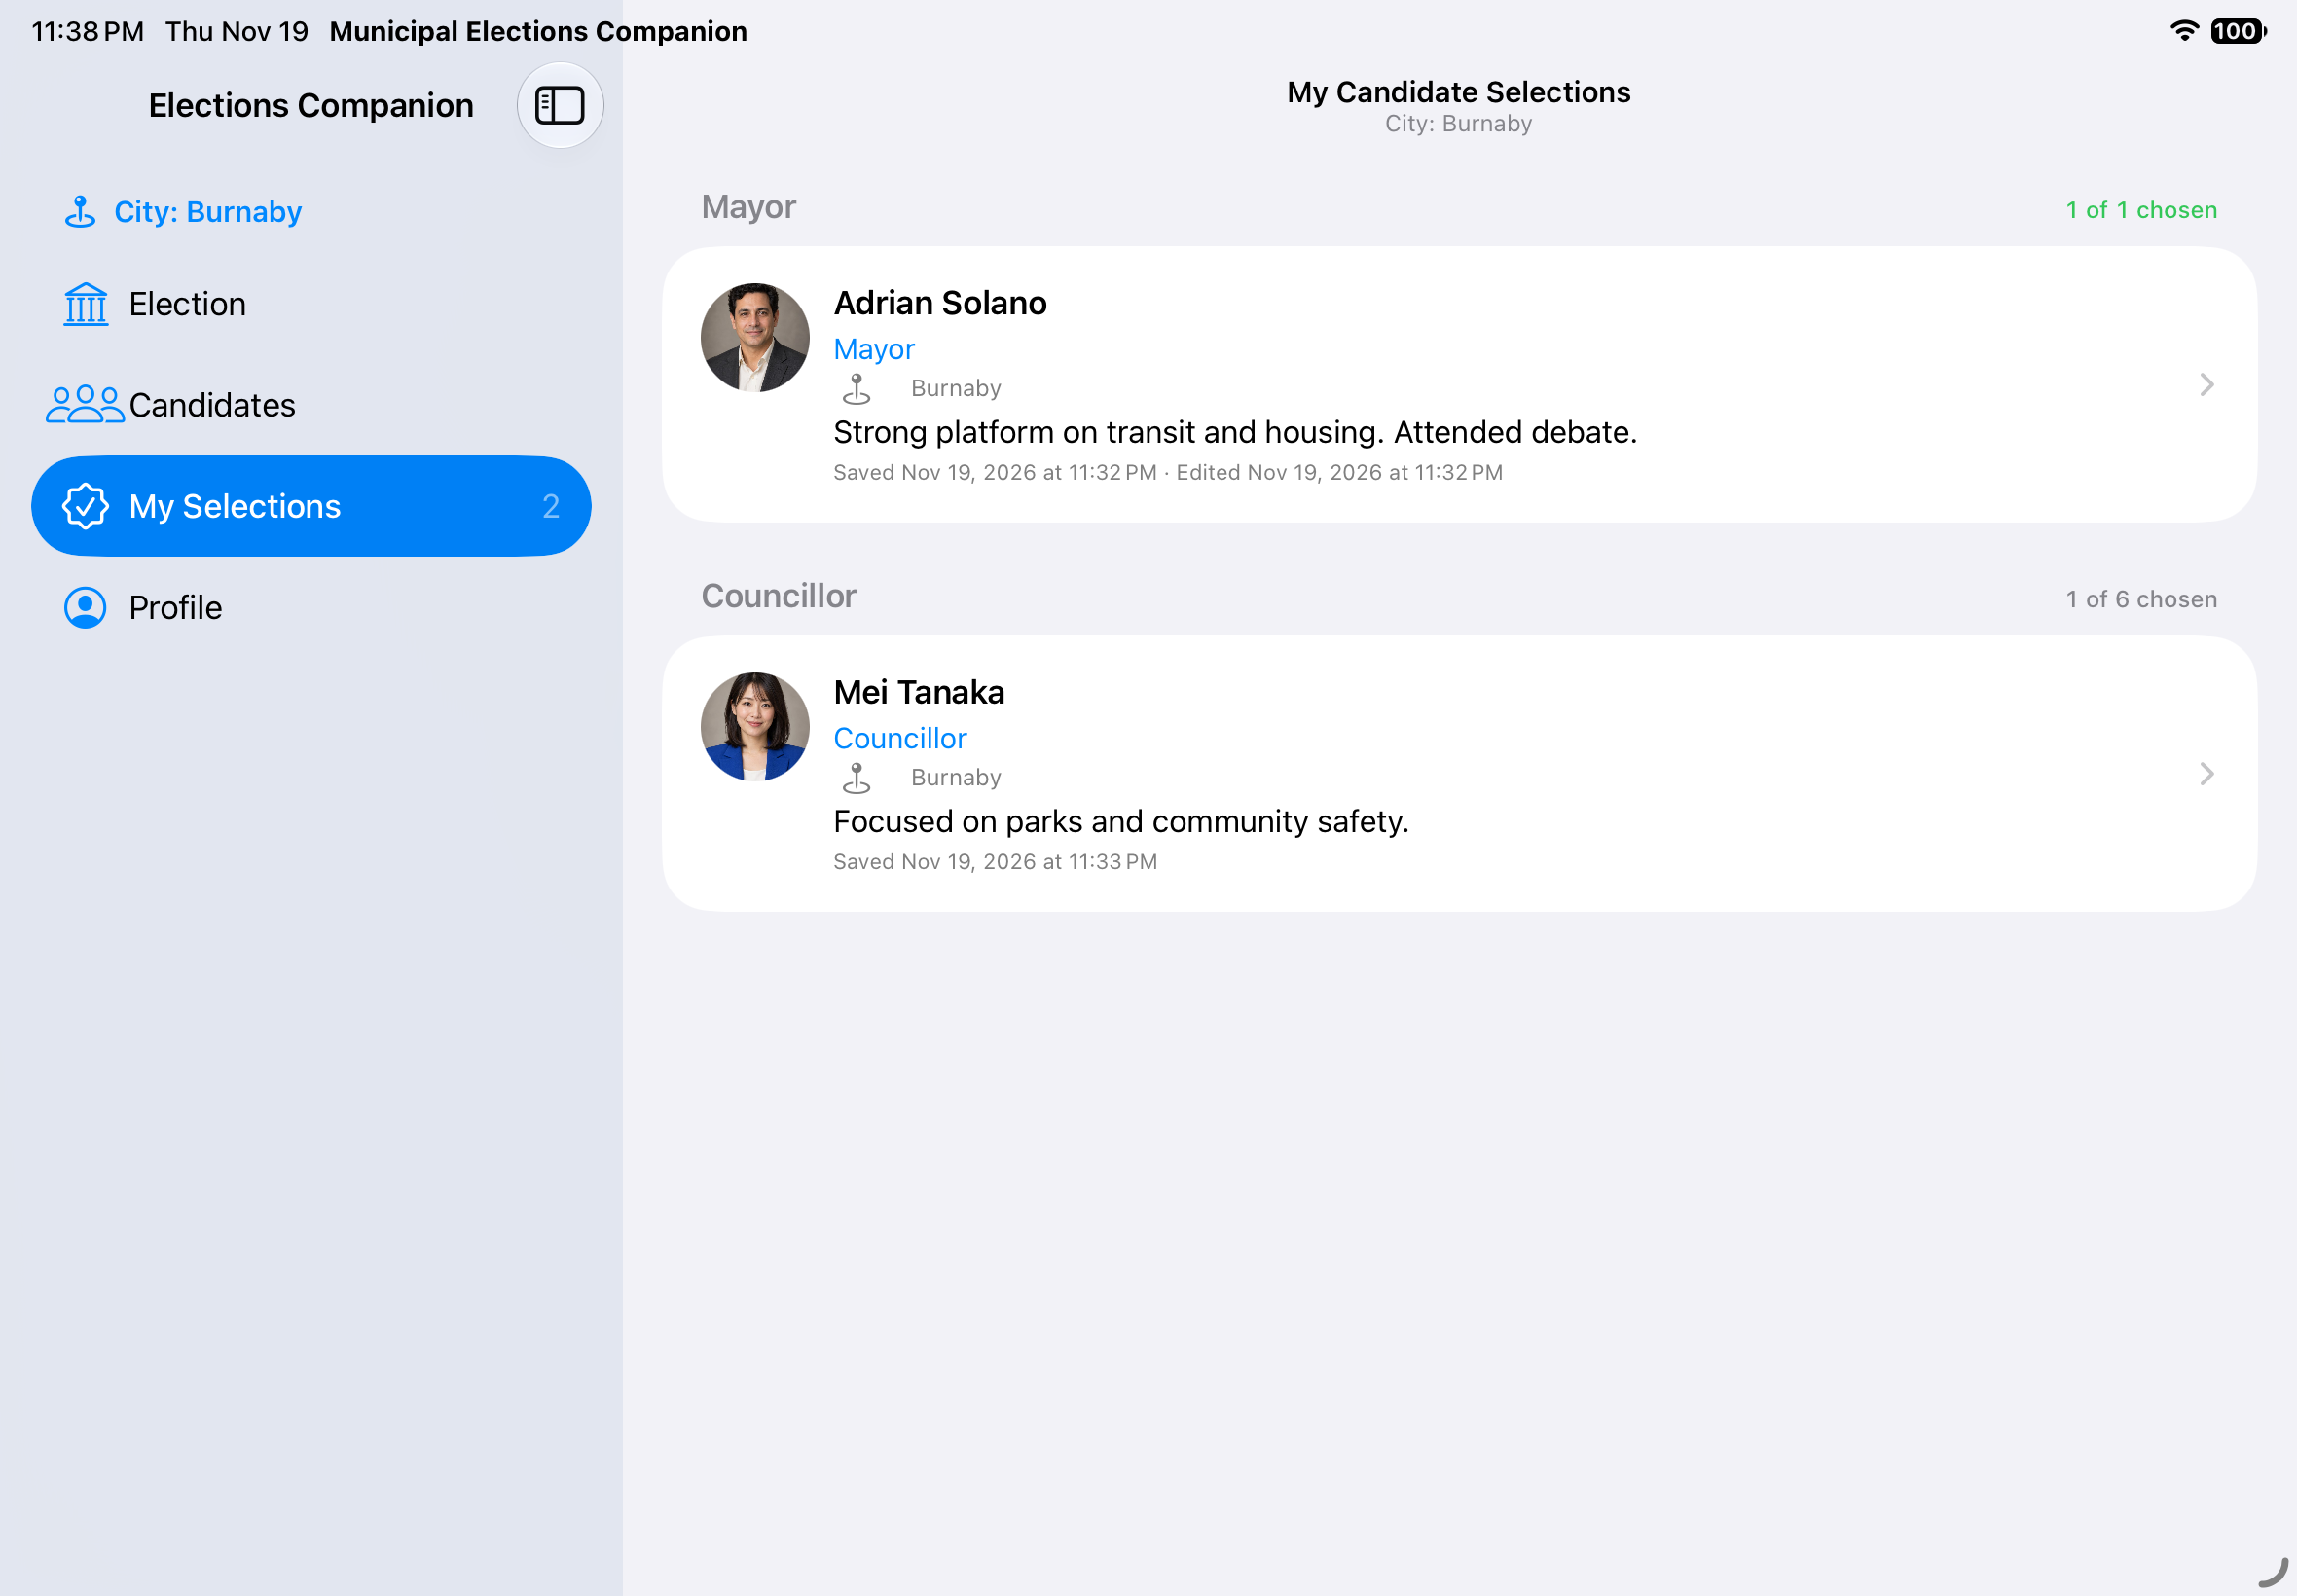 11:38 PM Thu Nov 19 Municipal Elections Companion
100
Elections Companion
City: Burnaby
Election
Candidates
My Selections 2
Profile
My Candidate Selections
City: Burnaby
Mayor 1 of 1 chosen
Adrian Solano
Mayor
Burnaby
Strong platform on transit and housing. Attended debate.
Saved Nov 19, 2026 at 11:32 PM · Edited Nov 19, 2026 at 11:32 PM
Councillor 1 of 6 chosen
Mei Tanaka
Councillor
Burnaby
Focused on parks and community safety.
Saved Nov 19, 2026 at 11:33 PM